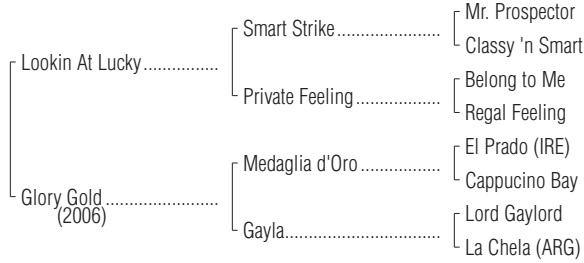 Mr. Prospector
Smart Strike
Classy 'n Smart
Lookin At Lucky
Belong to Me
Private Feeling
Regal Feeling
El Prado (IRE)
Medaglia d'Oro
Cappucino Bay
Glory Gold
(2006)
Lord Gaylord
Gayla
La Chela (ARG)